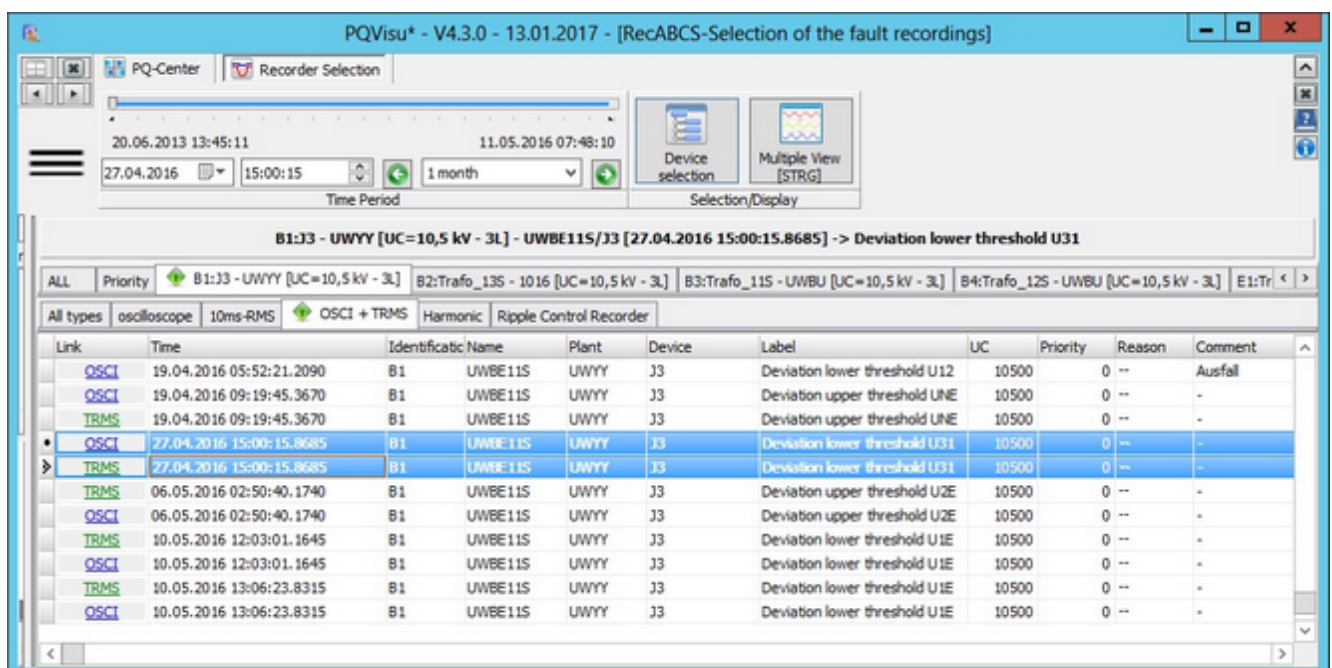 PQVisu* - V4.3.0 - 13.01.2017 - [RecABCS-Selection of the fault recordings]
PQ-Center Recorder Selection
20.06.2013 13:45:11 11.05.2016 07:48:10
27.04.2016 15:00:15 1 month
Time Period
Device selection
Multiple View [STRG]
Selection/Display
B1:J3 - UWYY [UC=10,5 kV - 3L] - UWBE11S/J3 [27.04.2016 15:00:15.8685] -> Deviation lower threshold U31
ALL Priority B1:J3 - UWYY [UC=10,5 kV - 3L] B2:Trafo_13S - 1016 [UC=10,5 kV - 3L] B3:Trafo_11S - UWBU [UC=10,5 kV - 3L] B4:Trafo_12S - UWBU [UC=10,5 kV - 3L] E1:Tr
All types oscilloscope 10ms-RMS OSCI + TRMS Harmonic Ripple Control Recorder
Link Time Identificatic Name Plant Device Label UC Priority Reason Comment
OSCI 19.04.2016 05:52:21.2090 B1 UWBE11S UWYY J3 Deviation lower threshold U12 10500 0 -- Ausfall
OSCI 19.04.2016 09:19:45.3670 B1 UWBE11S UWYY J3 Deviation upper threshold UNE 10500 0 -- -
TRMS 19.04.2016 09:19:45.3670 B1 UWBE11S UWYY J3 Deviation upper threshold UNE 10500 0 -- -
OSCI 27.04.2016 15:00:15.8685 B1 UWBE11S UWYY J3 Deviation lower threshold U31 10500 0 -- -
TRMS 27.04.2016 15:00:15.8685 B1 UWBE11S UWYY J3 Deviation lower threshold U31 10500 0 -- -
TRMS 06.05.2016 02:50:40.1740 B1 UWBE11S UWYY J3 Deviation upper threshold U2E 10500 0 -- -
OSCI 06.05.2016 02:50:40.1740 B1 UWBE11S UWYY J3 Deviation upper threshold U2E 10500 0 -- -
TRMS 10.05.2016 12:03:01.1645 B1 UWBE11S UWYY J3 Deviation lower threshold U1E 10500 0 -- -
OSCI 10.05.2016 12:03:01.1645 B1 UWBE11S UWYY J3 Deviation lower threshold U1E 10500 0 -- -
TRMS 10.05.2016 13:06:23.8315 B1 UWBE11S UWYY J3 Deviation lower threshold U1E 10500 0 -- -
OSCI 10.05.2016 13:06:23.8315 B1 UWBE11S UWYY J3 Deviation lower threshold U1E 10500 0 -- -